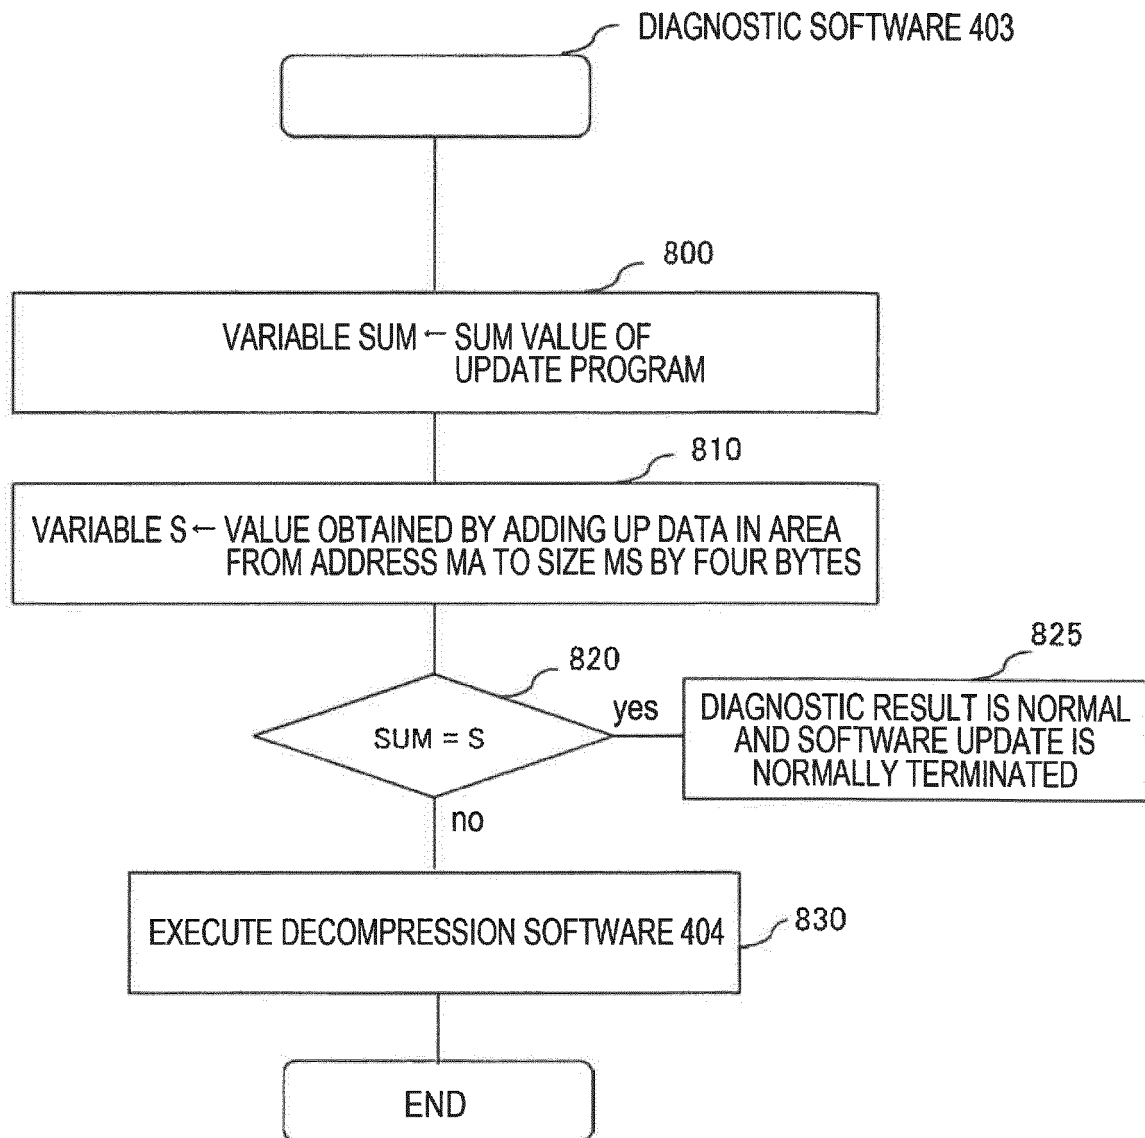 DIAGNOSTIC SOFTWARE 403
800
VARIABLE SUM ← SUM VALUE OF
UPDATE PROGRAM
810
VARIABLE S ← VALUE OBTAINED BY ADDING UP DATA IN AREA
FROM ADDRESS MA TO SIZE MS BY FOUR BYTES
820
SUM = S
yes
825
DIAGNOSTIC RESULT IS NORMAL
AND SOFTWARE UPDATE IS
NORMALLY TERMINATED
no
EXECUTE DECOMPRESSION SOFTWARE 404
830
END